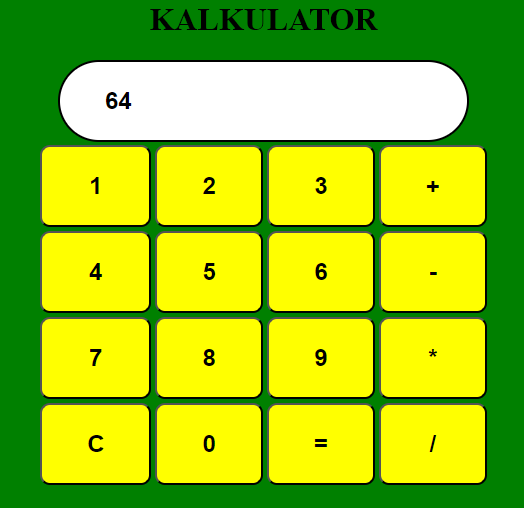 KALKULATOR
64
1 2 3 +
4 5 6 -
7 8 9 *
C 0 = /